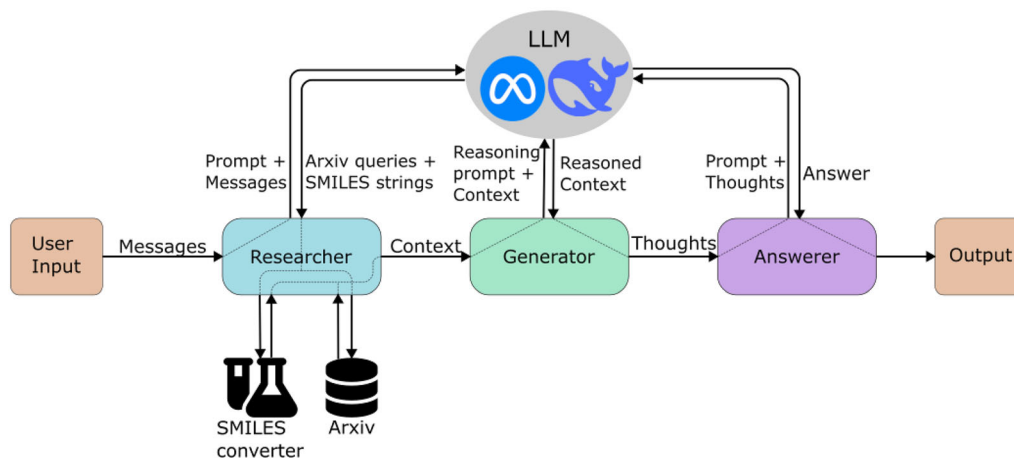 LLM
Prompt +
Messages
Arxiv queries +
SMILES strings
Reasoning
prompt +
Context
Reasoned
Context
Prompt +
Thoughts
Answer
User
Input
Messages
Researcher
Context
Generator
Thoughts
Answerer
Output
SMILES
converter
Arxiv